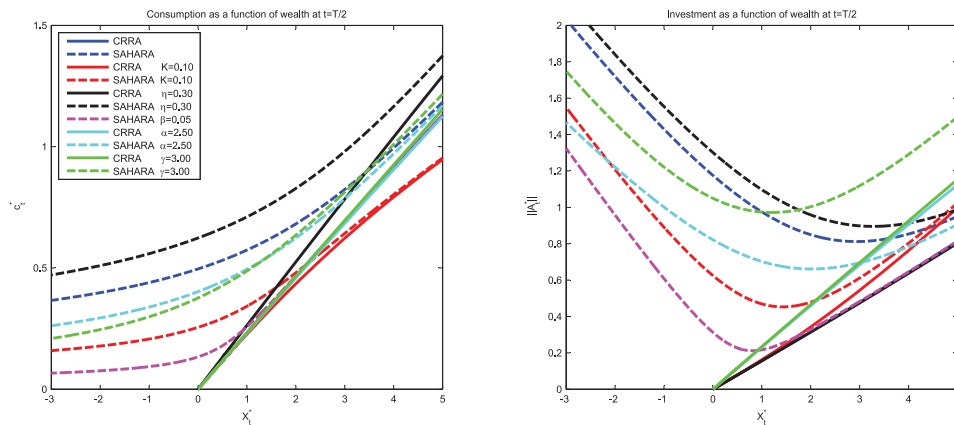 Consumption as a function of wealth at t=T/2
1.5
1
0.5
0
c*t
CRRA
SAHARA
CRRA K=0.10
SAHARA K=0.10
CRRA η=0.30
SAHARA η=0.30
SAHARA β=0.05
CRRA α=2.50
SAHARA α=2.50
CRRA γ=3.00
SAHARA γ=3.00
-3 -2 -1 0 1 2 3 4 5
X*t
Investment as a function of wealth at t=T/2
2
1.8
1.6
1.4
1.2
1
0.8
0.6
0.4
0.2
0
||A*t||
-3 -2 -1 0 1 2 3 4
X*t